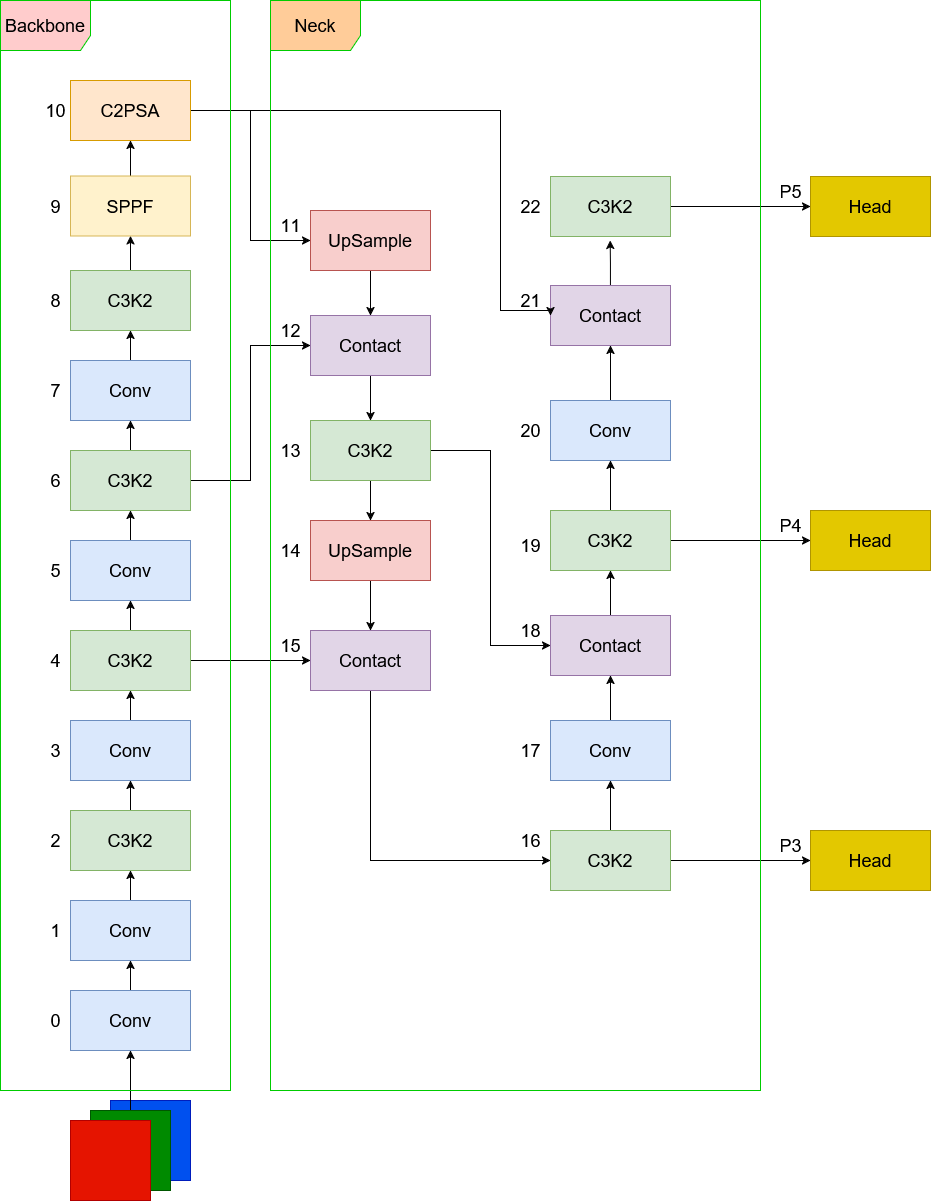 Backbone
Neck
10
C2PSA
9
SPPF
8
C3K2
7
Conv
6
C3K2
5
Conv
4
C3K2
3
Conv
2
C3K2
1
Conv
0
Conv
11
UpSample
12
Contact
13
C3K2
14
UpSample
15
Contact
22
C3K2
21
Contact
20
Conv
19
C3K2
18
Contact
17
Conv
16
C3K2
P5
Head
P4
Head
P3
Head